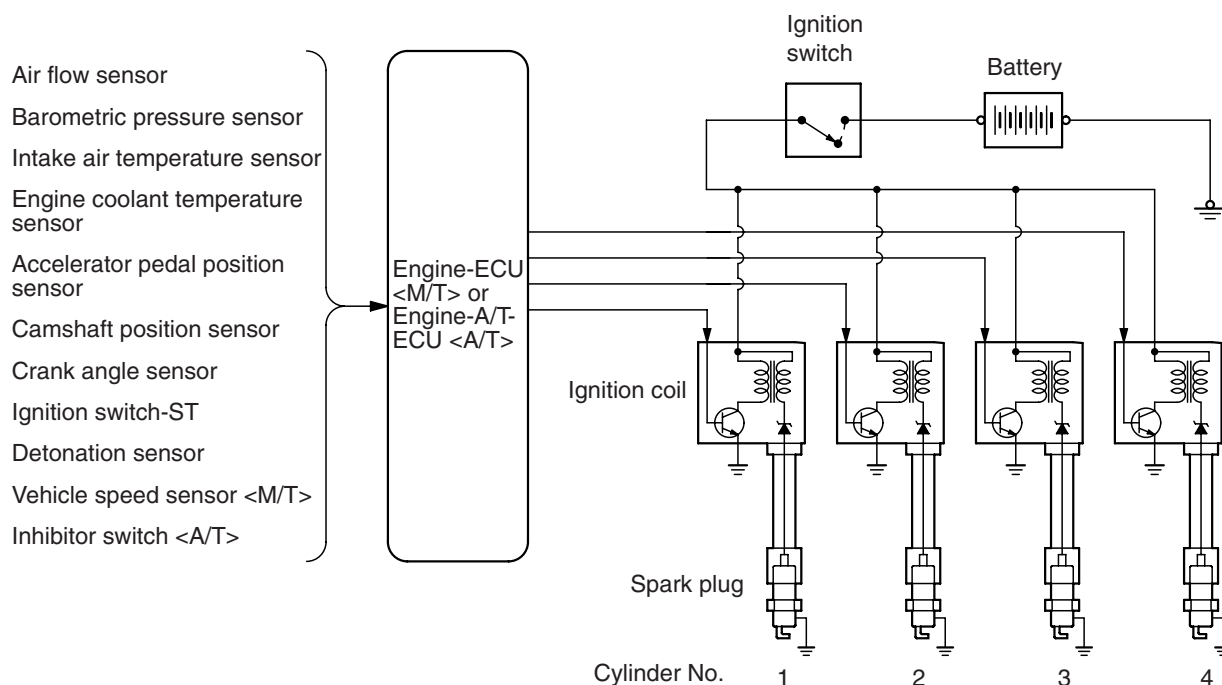 Ignition
switch
Battery
Air flow sensor
Barometric pressure sensor
Intake air temperature sensor
Engine coolant temperature
sensor
Accelerator pedal position
sensor
Camshaft position sensor
Crank angle sensor
Ignition switch-ST
Detonation sensor
Vehicle speed sensor <M/T>
Inhibitor switch <A/T>
Engine-ECU
<M/T> or
Engine-A/T-
ECU <A/T>
Ignition coil
Spark plug
Cylinder No. 1 2 3 4